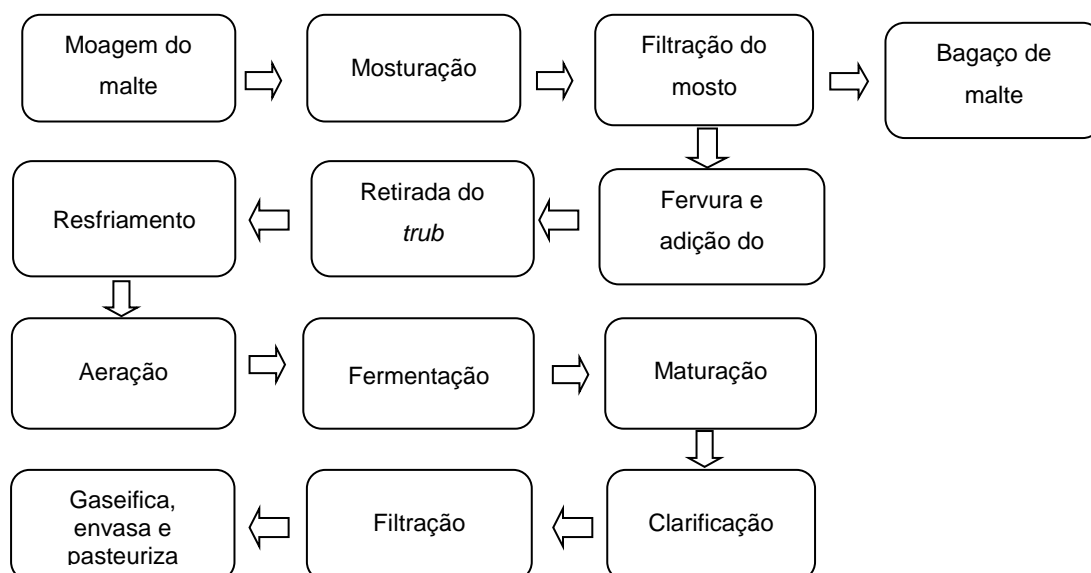 Moagem do
malte
Mosturação
Filtração do
mosto
Bagaço de
malte
Fervura e
adição do
Retirada do
trub
Resfriamento
Aeração
Fermentação
Maturação
Clarificação
Filtração
Gaseifica,
envasa e
pasteuriza